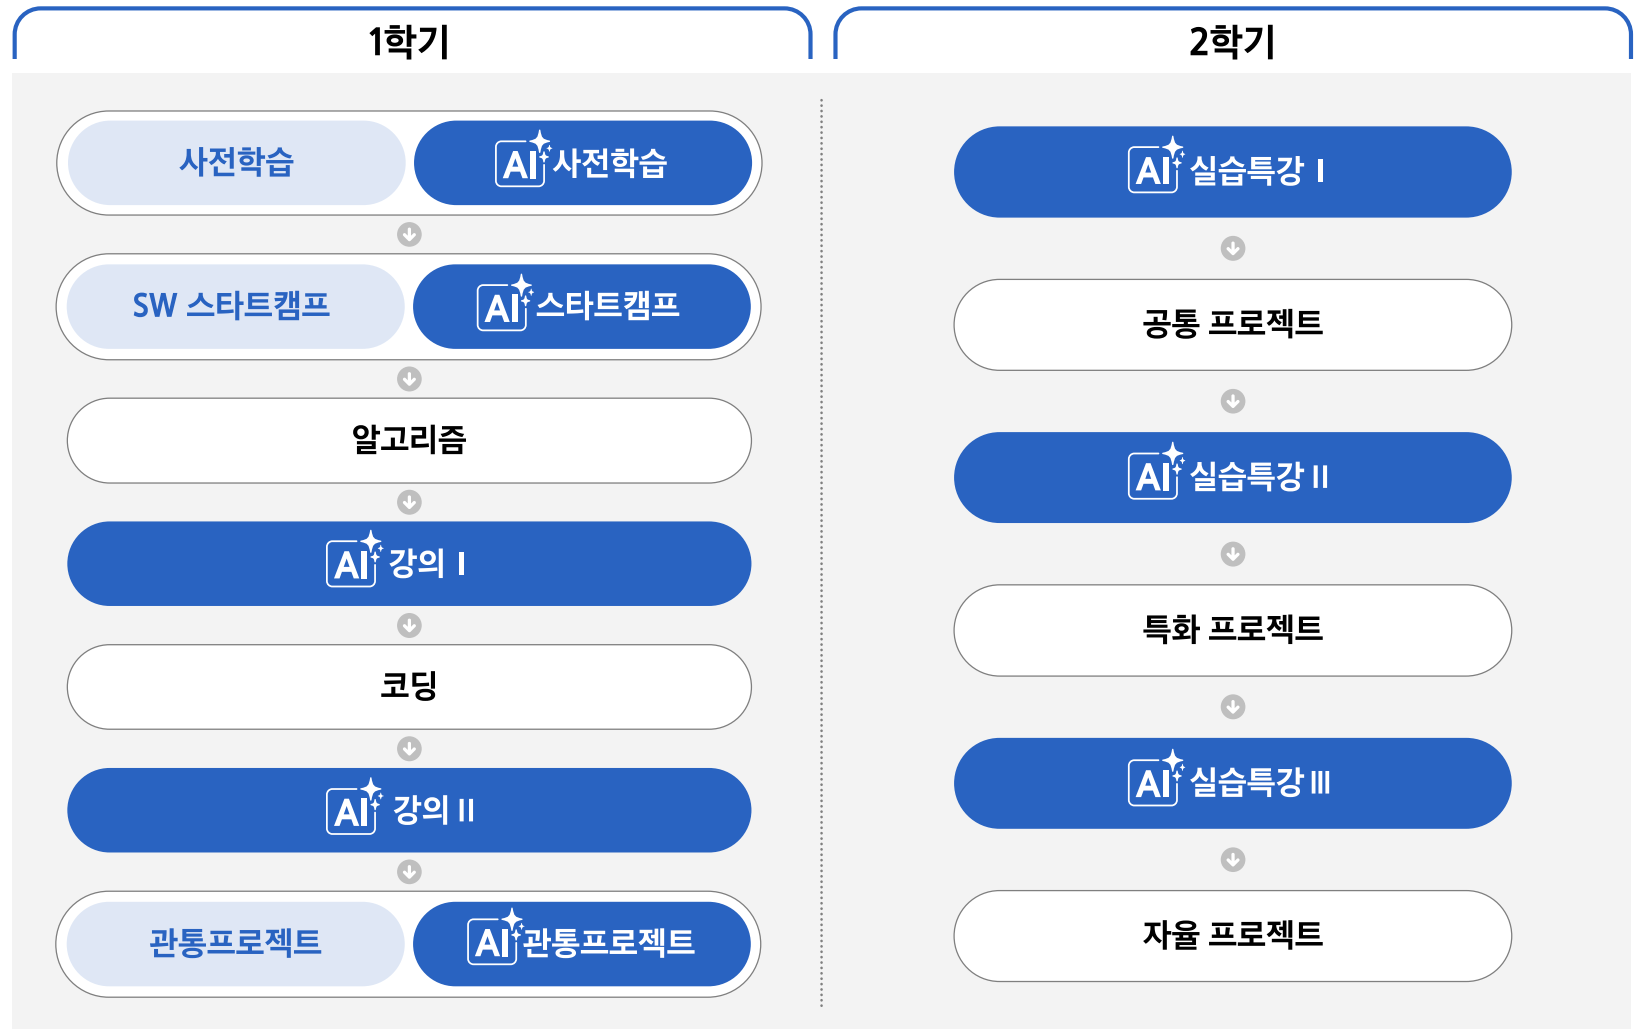 1학기
사전학습
AI 사전학습
SW 스타트캠프
AI 스타트캠프
알고리즘
AI 강의 Ⅰ
코딩
AI 강의 Ⅱ
관통프로젝트
AI 관통프로젝트
2학기
AI 실습특강 Ⅰ
공통 프로젝트
AI 실습특강 Ⅱ
특화 프로젝트
AI 실습특강 Ⅲ
자율 프로젝트